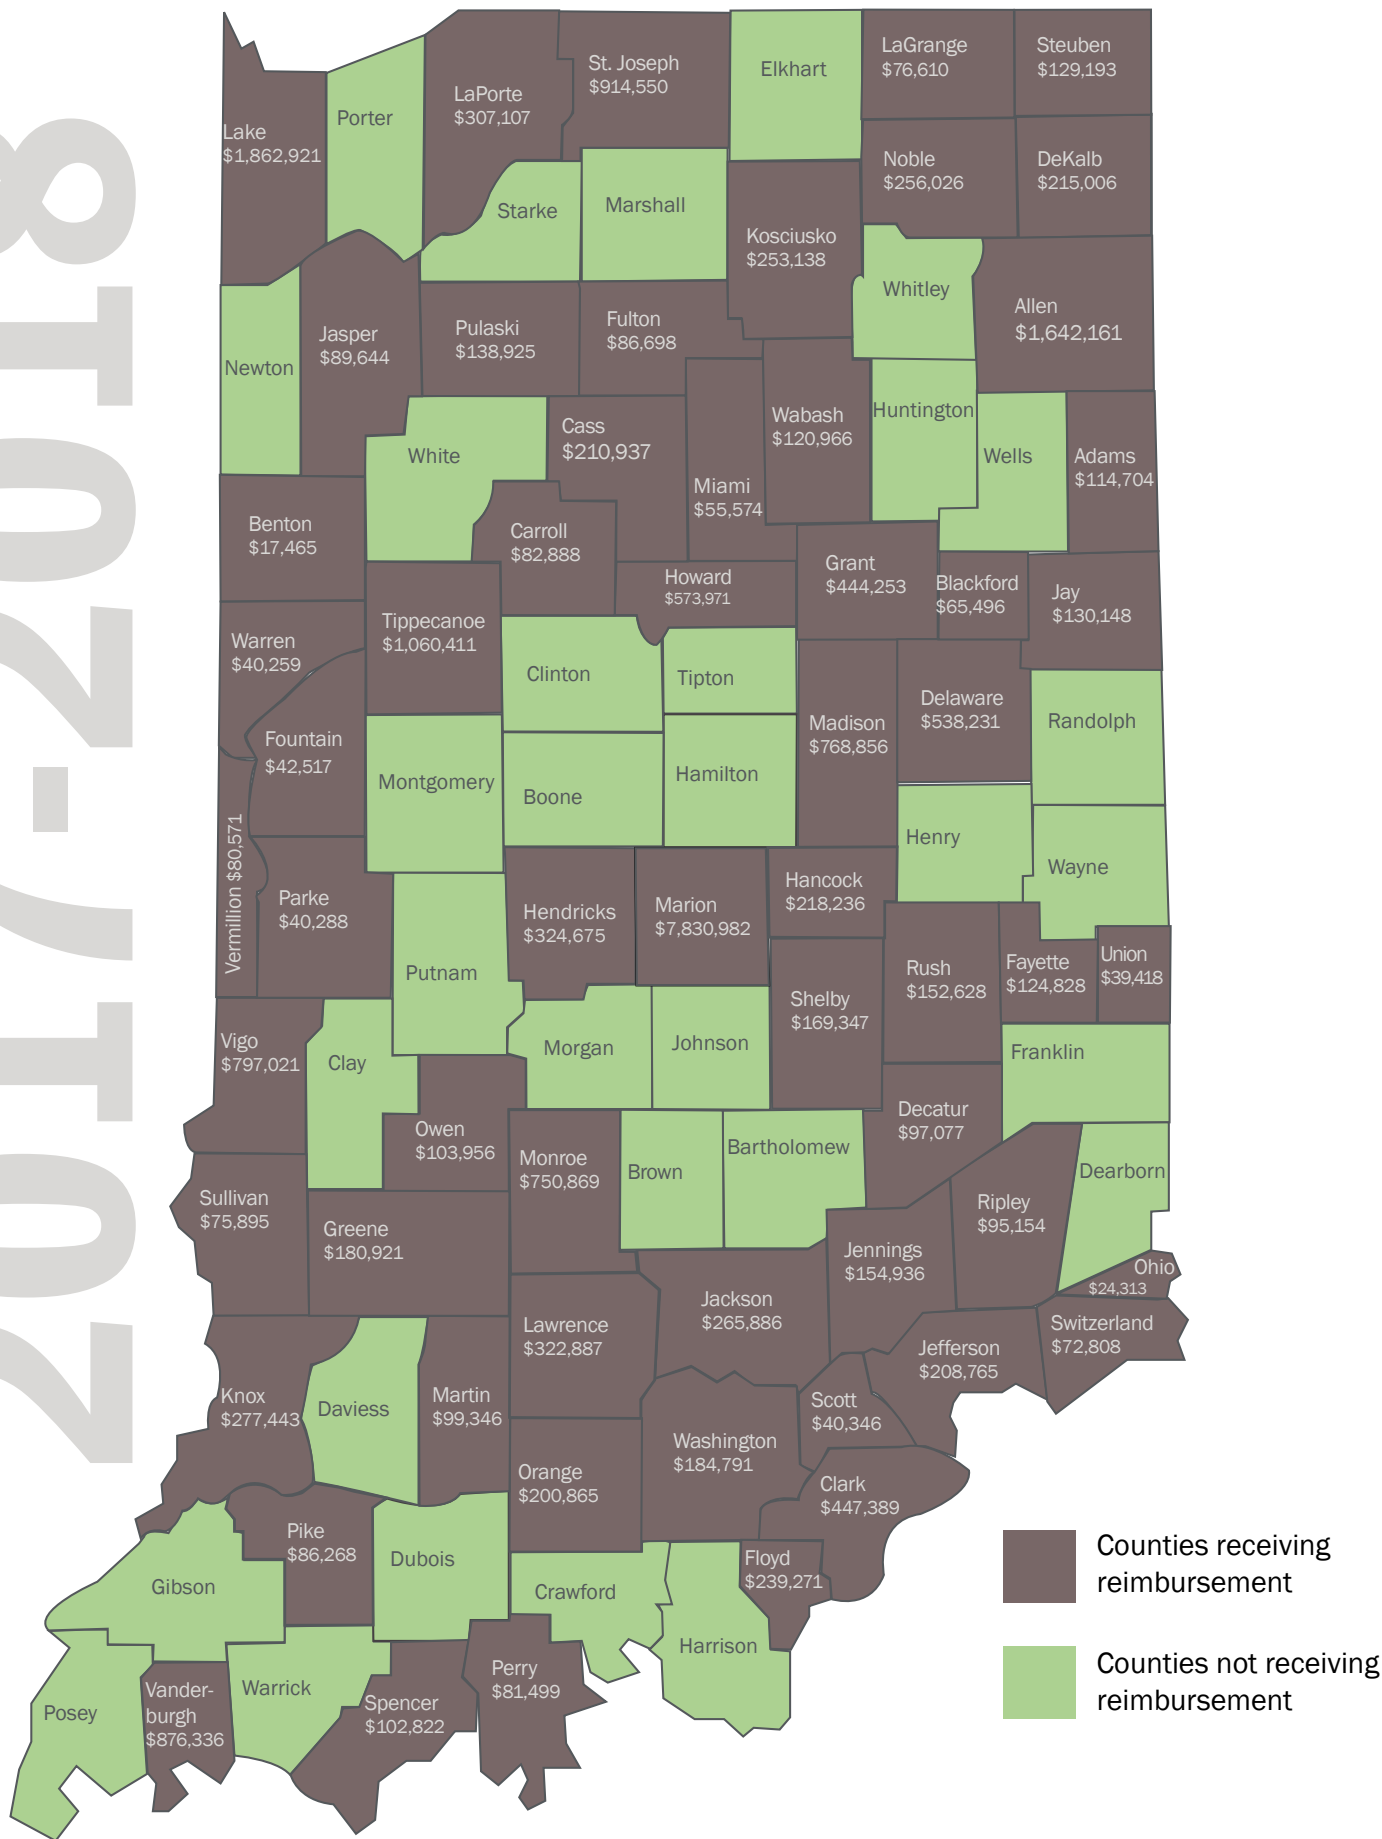 2017-2018
Lake
$1,862,921
Porter
LaPorte
$307,107
St. Joseph
$914,550
Elkhart
LaGrange
$76,610
Steuben
$129,193
Starke
Marshall
Kosciusko
$253,138
Noble
$256,026
DeKalb
$215,006
Whitley
Allen
$1,642,161
Newton
Jasper
$89,644
Pulaski
$138,925
Fulton
$86,698
White
Cass
$210,937
Miami
$55,574
Wabash
$120,966
Huntington
Wells
Adams
$114,704
Benton
$17,465
Carroll
$82,888
Howard
$573,971
Grant
$444,253
Blackford
$65,496
Jay
$130,148
Warren
$40,259
Tippecanoe
$1,060,411
Clinton
Tipton
Madison
$768,856
Delaware
$538,231
Randolph
Fountain
$42,517
Montgomery
Boone
Hamilton
Henry
Wayne
Vermillion $80,571
Parke
$40,288
Putnam
Hendricks
$324,675
Marion
$7,830,982
Hancock
$218,236
Shelby
$169,347
Rush
$152,628
Fayette
$124,828
Union
$39,418
Vigo
$797,021
Clay
Morgan
Johnson
Franklin
Owen
$103,956
Monroe
$750,869
Brown
Bartholomew
Decatur
$97,077
Dearborn
Sullivan
$75,895
Greene
$180,921
Ripley
$95,154
Jennings
$154,936
Ohio
$24,313
Lawrence
$322,887
Jackson
$265,886
Switzerland
$72,808
Jefferson
$208,765
Knox
$277,443
Daviess
Martin
$99,346
Scott
$40,346
Orange
$200,865
Washington
$184,791
Clark
$447,389
Pike
$86,268
Dubois
Gibson
Crawford
Floyd
$239,271
Harrison
Posey
Vander-
burgh
$876,336
Warrick
Spencer
$102,822
Perry
$81,499
Counties receiving
reimbursement
Counties not receiving
reimbursement